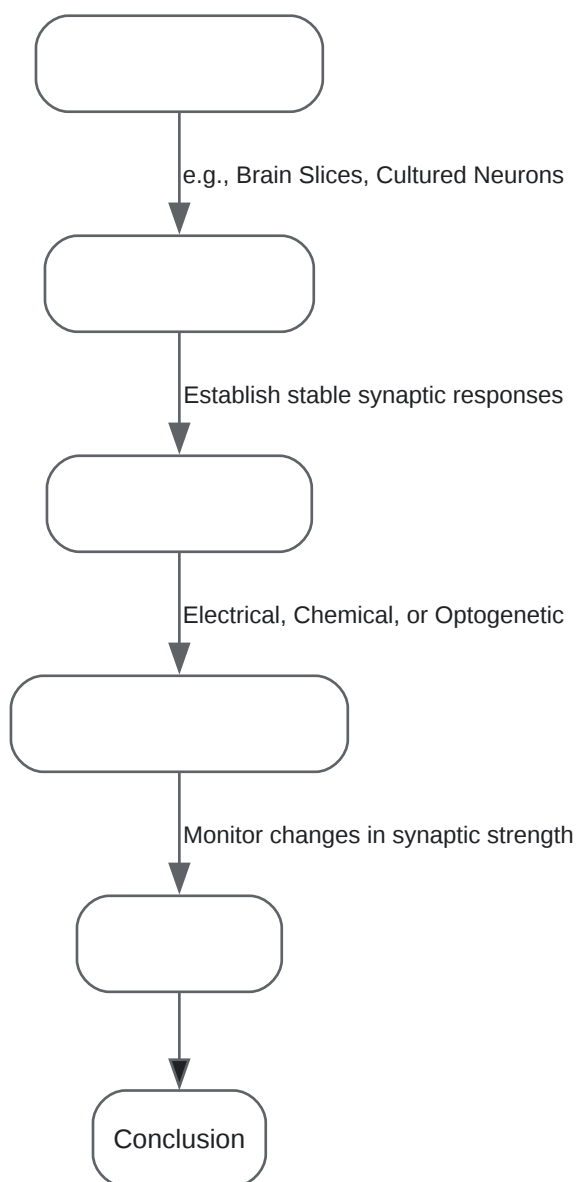 e.g., Brain Slices, Cultured Neurons
Establish stable synaptic responses
Electrical, Chemical, or Optogenetic
Monitor changes in synaptic strength
Conclusion